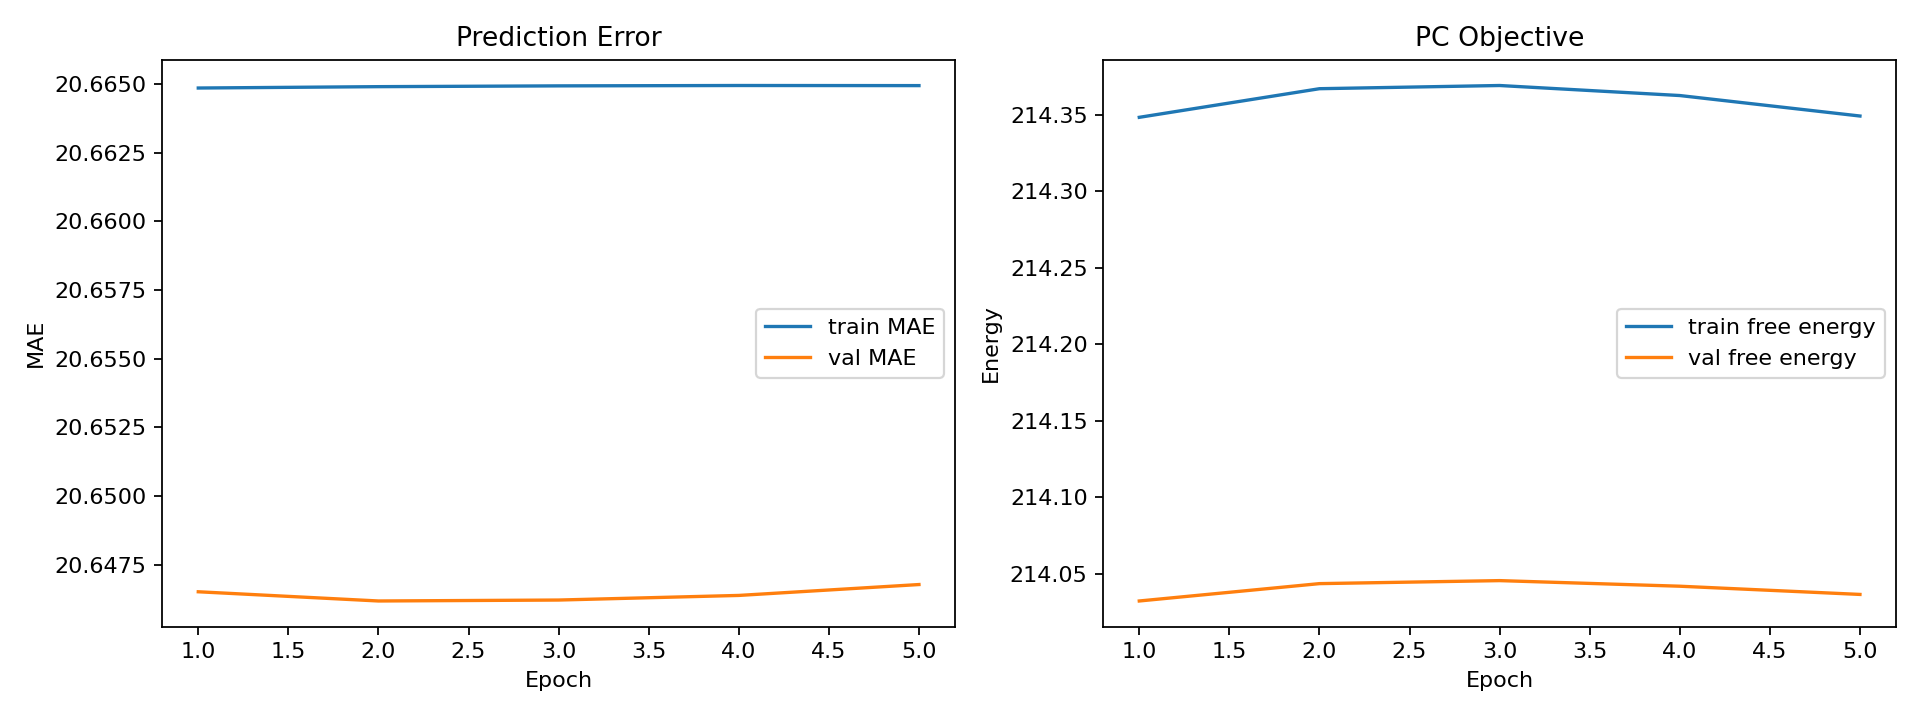 Prediction Error
20.6650
20.6625
20.6600
20.6575
20.6550
20.6525
20.6500
20.6475
MAE
train MAE
val MAE
1.0 1.5 2.0 2.5 3.0 3.5 4.0 4.5 5.0
Epoch
PC Objective
214.35
214.30
214.25
214.20
214.15
214.10
214.05
Energy
train free energy
val free energy
1.0 1.5 2.0 2.5 3.0 3.5 4.0 4.5 5.0
Epoch